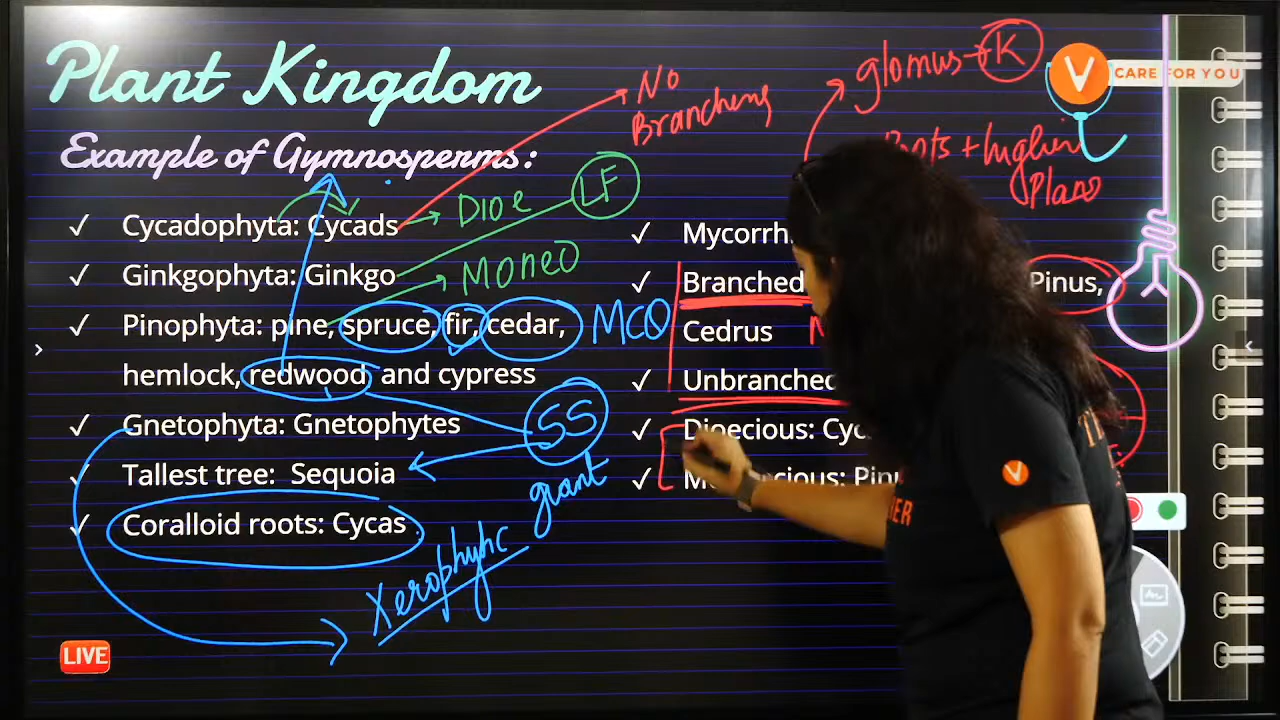 Plant Kingdom
Example of Gymnosperms:
✓ Cycadophyta: Cycads
✓ Ginkgophyta: Ginkgo
✓ Pinophyta: pine, spruce, fir, cedar,
hemlock, redwood, and cypress
✓ Gnetophyta: Gnetophytes
✓ Tallest tree: Sequoia
✓ Coralloid roots: Cycas
No
Branching
Dioe
LF
Moneo
MCQ
SS
giant
Xerophytic
LIVE
glomus → K
+ higher
CARE FOR YOU
✓ Mycorrh
✓ Branched Pinus,
Cedrus
✓ Unbranched
✓ Dioecious: Cyc
✓ Pin